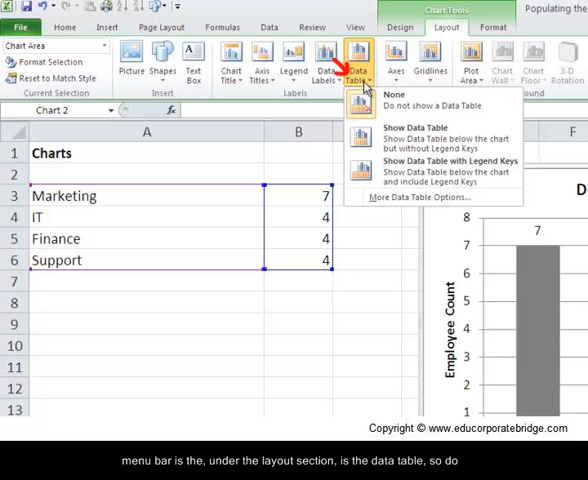 Chart Tools
Populating the
File Home Insert Page Layout Formulas Data Review View Design Layout Format
Chart Area
Format Selection
Reset to Match Style
Current Selection
Picture Shapes Text Box
Insert
Chart Title Axis Titles Legend Data Labels Data Table
Labels
Axes Gridlines
Plot Area Chart Wall Chart Floor 3-D Rotation
ound
None
Do not show a Data Table
Show Data Table
Show Data Table below the chart
but without Legend Keys
Show Data Table with Legend Keys
Show Data Table below the chart
and include Legend Keys
More Data Table Options...
Chart 2 fx
A B F
1 Charts
2
3 Marketing 7
4 IT 4
5 Finance 4
6 Support 4
7
8
9
10
11
12
13
D
Employee Count
8
7
6
5
4
3
2
1
7
Copyright © www.educorporatebridge.com
menu bar is the, under the layout section, is the data table, so do